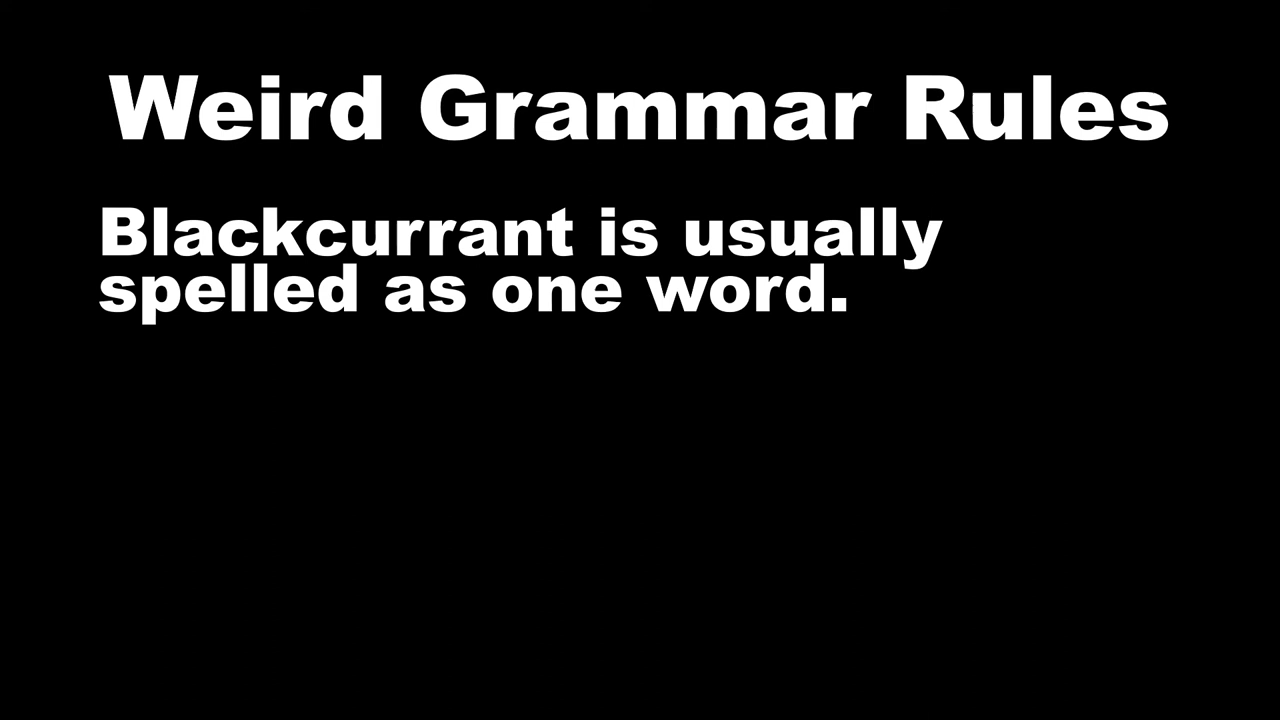 Weird Grammar Rules
Blackcurrant is usually
spelled as one word.